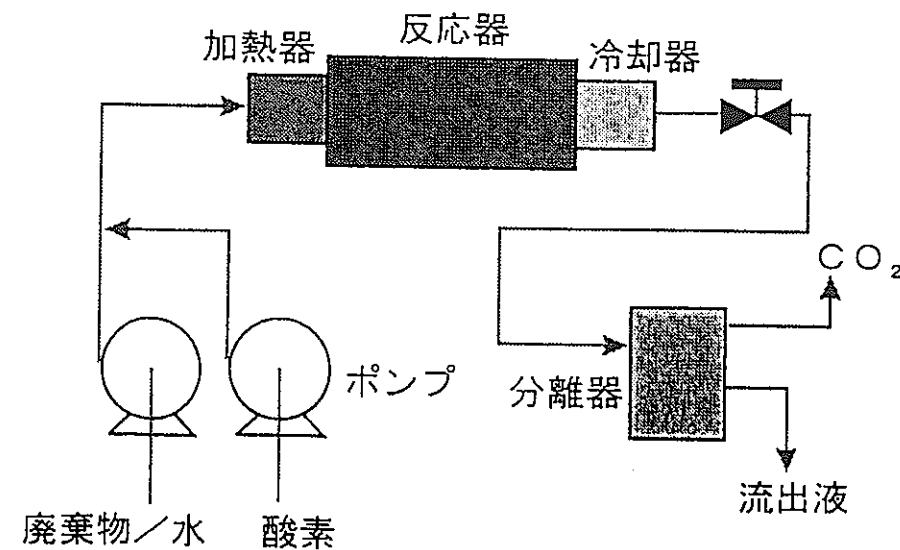 反応器
加熱器
冷却器
CO₂
ポンプ
分離器
流出液
廃棄物/水
酸素